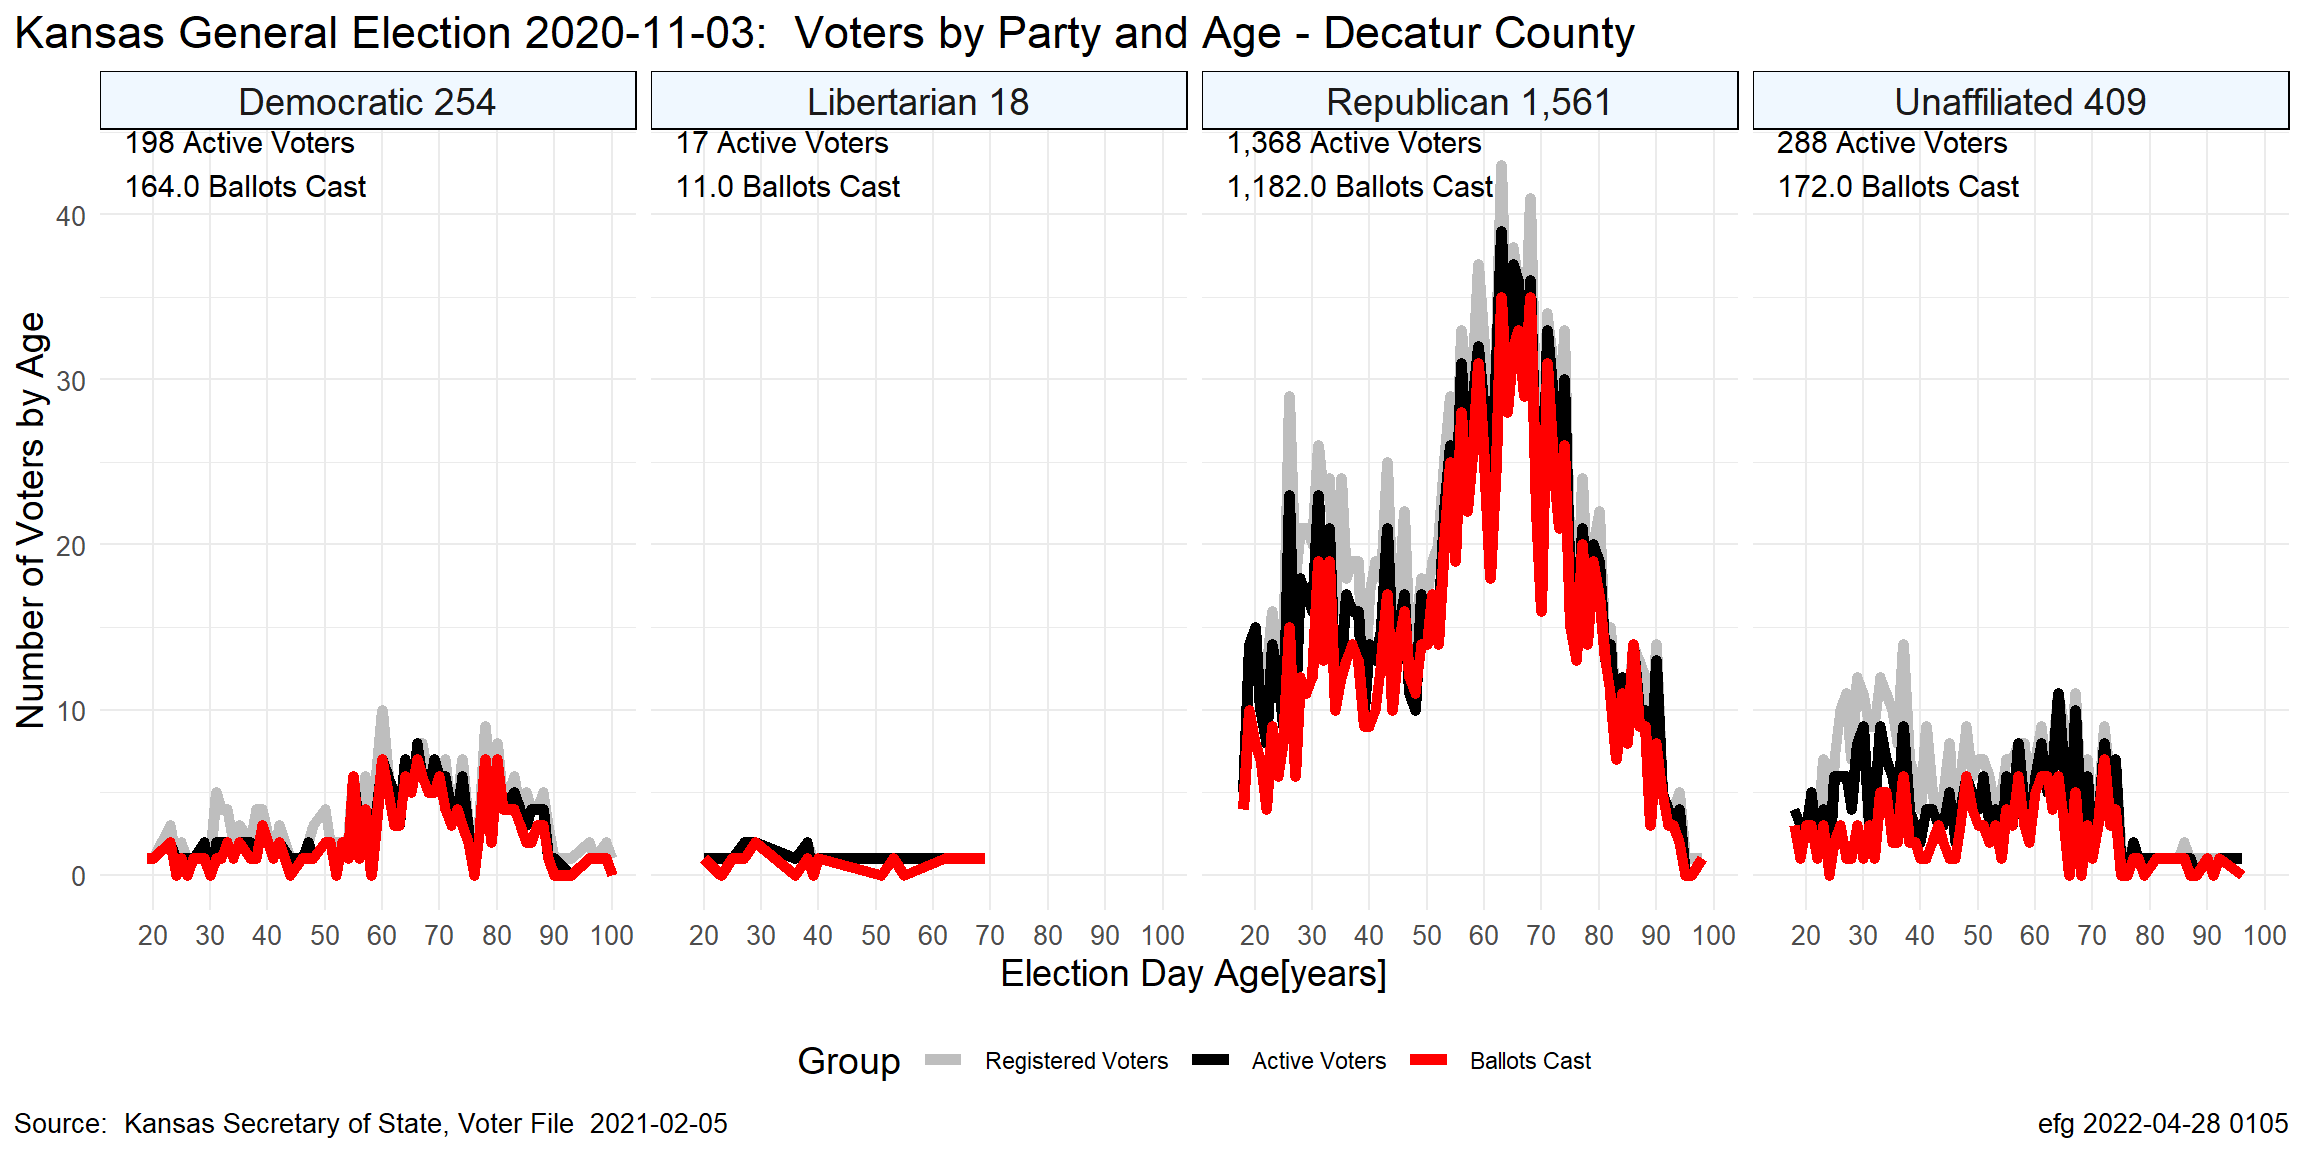 Kansas General Election 2020-11-03:  Voters by Party and Age - Decatur County
Democratic 254
Libertarian 18
Republican 1,561
Unaffiliated 409
198 Active Voters
164.0 Ballots Cast
17 Active Voters
11.0 Ballots Cast
1,368 Active Voters
1,182.0 Ballots Cast
288 Active Voters
172.0 Ballots Cast
Number of Voters by Age
40
30
20
10
0
20 30 40 50 60 70 80 90 100
20 30 40 50 60 70 80 90 100
20 30 40 50 60 70 80 90 100
20 30 40 50 60 70 80 90 100
Election Day Age[years]
Group Registered Voters Active Voters Ballots Cast
Source:  Kansas Secretary of State, Voter File  2021-02-05
efg 2022-04-28 0105